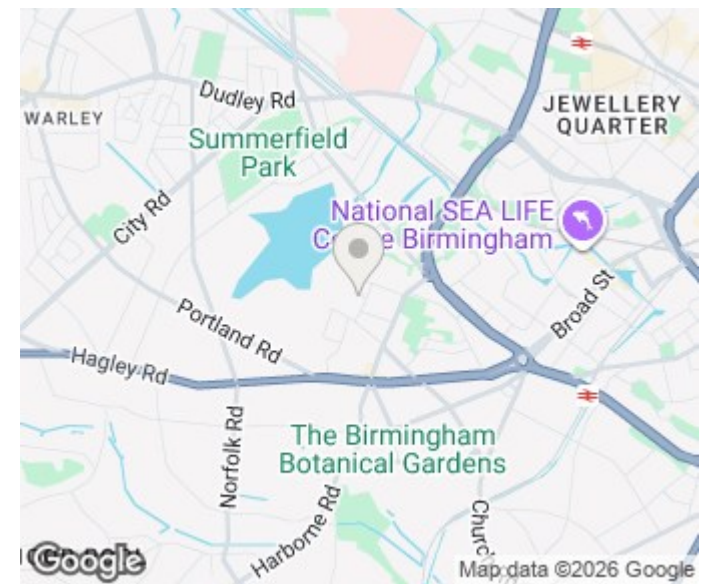 Dudley Rd
WARLEY
JEWELLERY
QUARTER
Summerfield
Park
City Rd
National SEA LIFE
C e Birmingham
Broad St
Portland Rd
Hagley Rd
Norfolk Rd
The Birmingham
Botanical Gardens
Harborne Rd
Church
Google
Map data ©2026 Google